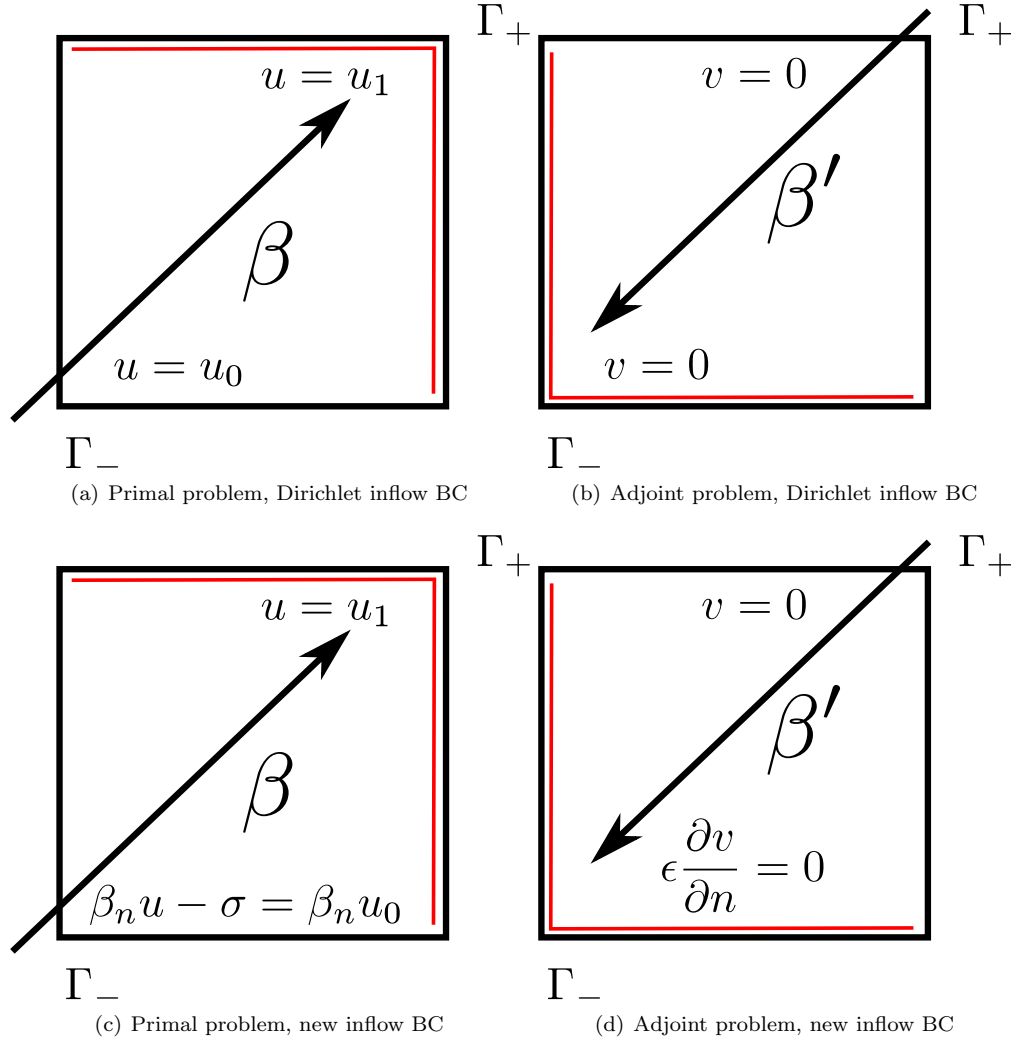 Γ₊ Γ₊
u = u₁ v = 0
β β′
u = u₀ v = 0
Γ₋ Γ₋
(a) Primal problem, Dirichlet inflow BC (b) Adjoint problem, Dirichlet inflow BC
Γ₊ Γ₊
u = u₁ v = 0
β β′
βₙu − σ = βₙu₀ ϵ ∂v/∂n = 0
Γ₋ Γ₋
(c) Primal problem, new inflow BC (d) Adjoint problem, new inflow BC